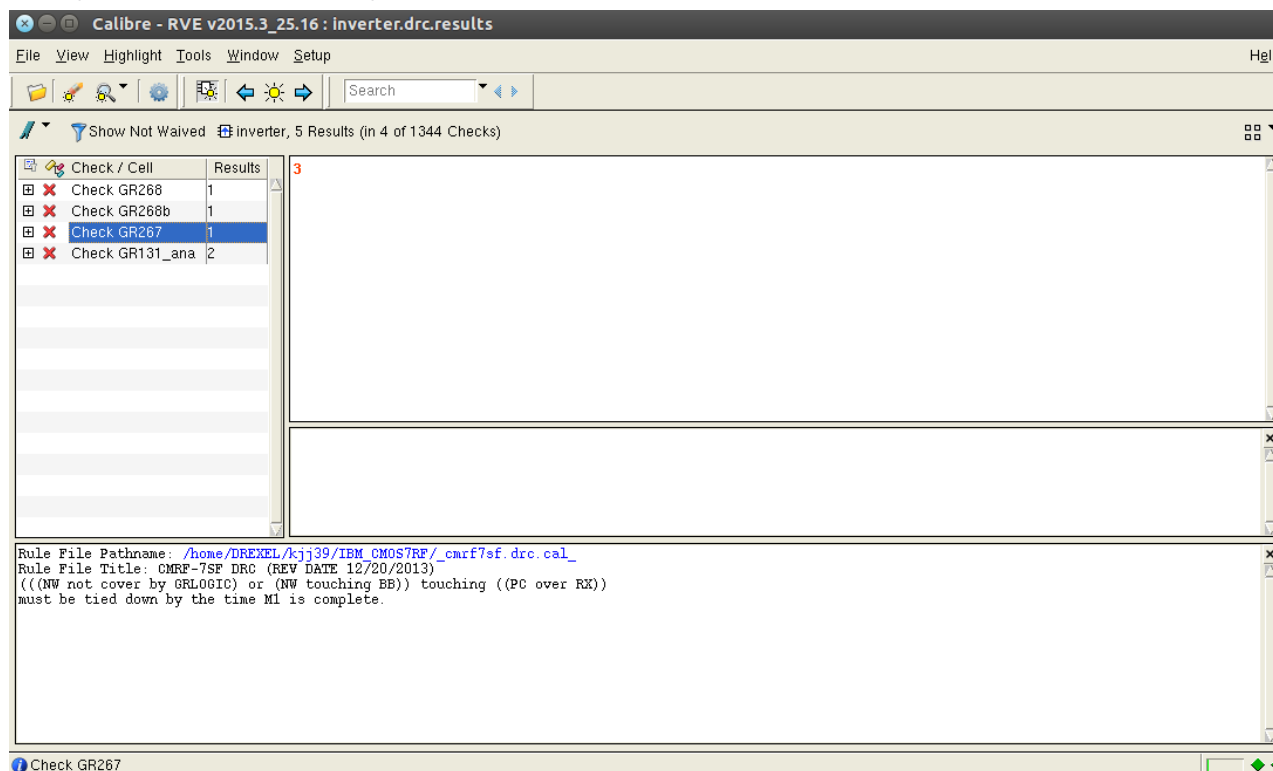 Calibre - RVE v2015.3_25.16 : inverter.drc.results
File View Highlight Tools Window Setup Hel
Search
Show Not Waived inverter, 5 Results (in 4 of 1344 Checks)
Check / Cell Results
Check GR268 1
Check GR268b 1
Check GR267 1
Check GR131_ana 2
3
Rule File Pathname: /home/DREXEL/kjj39/IBM_CMOS7RF/_cmrf7sf.drc.cal_
Rule File Title: CMRF-7SF DRC (REV DATE 12/20/2013)
(((NW not cover by GRLOGIC) or (NW touching BB)) touching ((PC over RX))
must be tied down by the time M1 is complete.
Check GR267